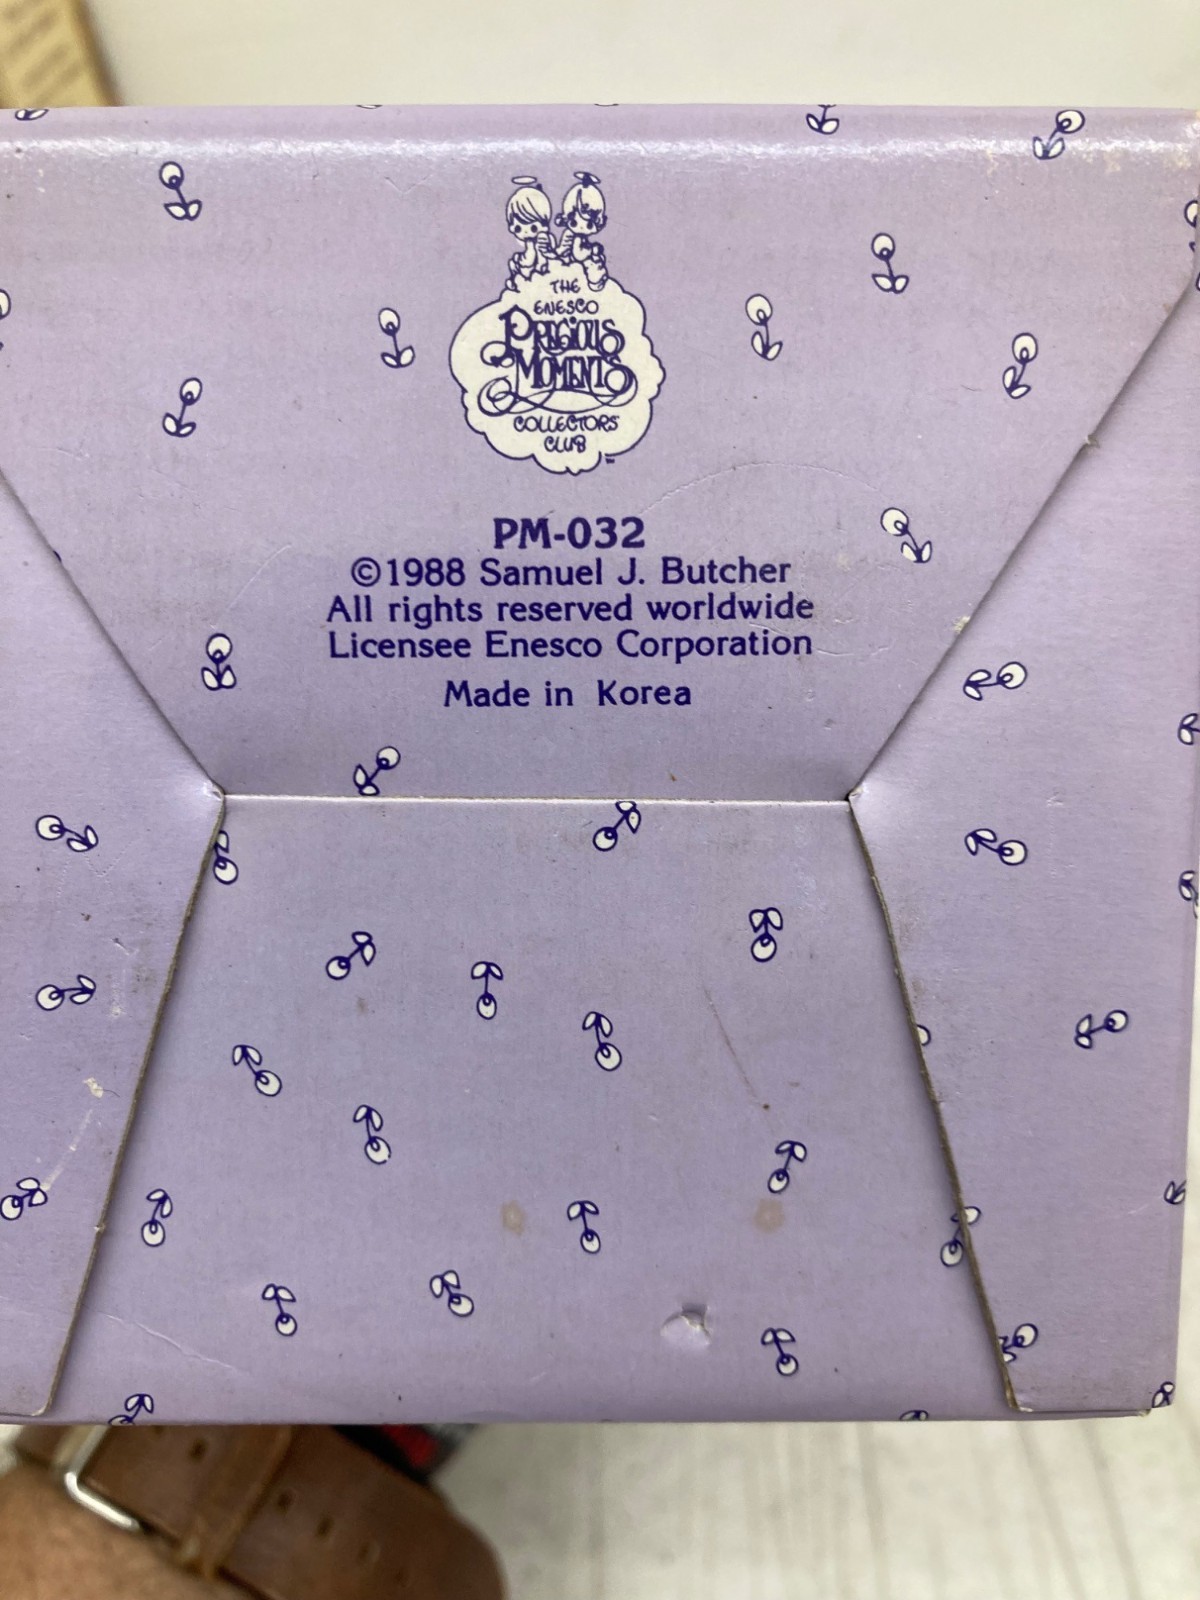 THE
ENESCO
PRECIOUS
MOMENTS
COLLECTORS
CLUB
PM-032
©1988 Samuel J. Butcher
All rights reserved worldwide
Licensee Enesco Corporation
Made in Korea